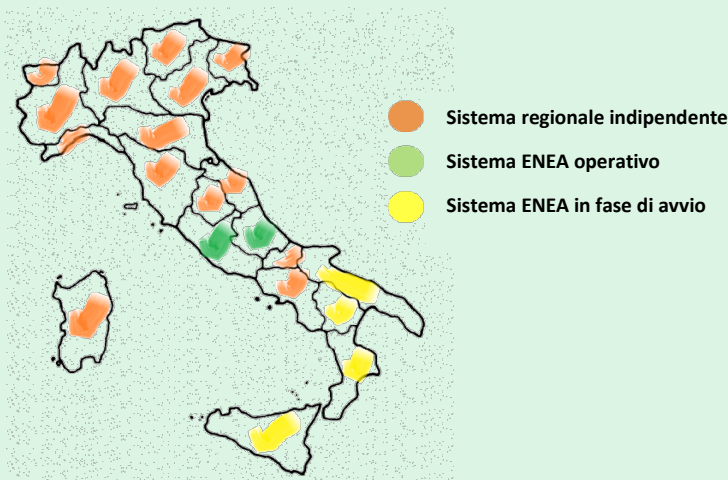 Sistema regionale indipendente
Sistema ENEA operativo
Sistema ENEA in fase di avvio